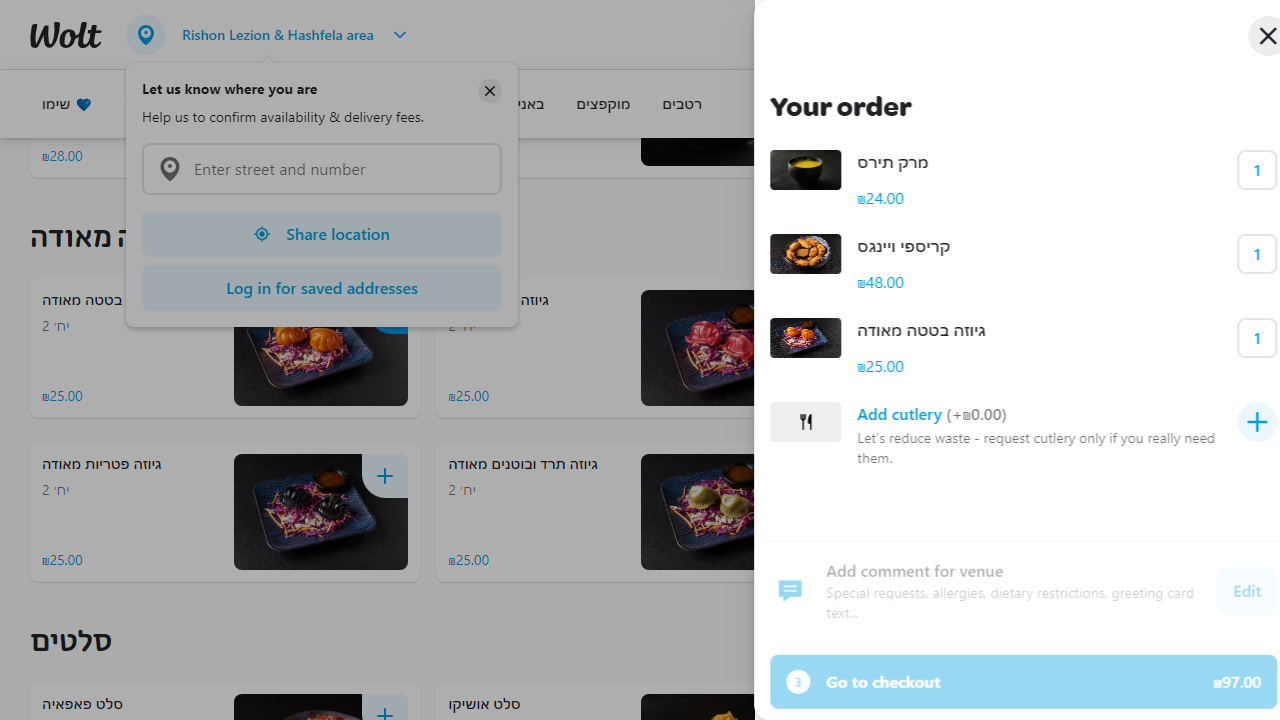 Wolt
Rishon Lezion & Hashfela area
Let us know where you are
Help us to confirm availability & delivery fees.
Enter street and number
Share location
Log in for saved addresses
שימו 💙
מוקפצים
רטבים
₪28.00
בטטה מאודה
2 יח׳
₪25.00
2 יח׳
₪25.00
גיוזה פטריות מאודה
2 יח׳
₪25.00
גיוזה תרד ובוטנים מאודה
2 יח׳
₪25.00
סלטים
סלט פאפאיה
סלט אושיקו
Your order
מרק תירס
₪24.00
1
קריספי ויינגס
₪48.00
1
גיוזה בטטה מאודה
₪25.00
1
Add cutlery (+₪0.00)
Let's reduce waste - request cutlery only if you really need
them.
Add comment for venue
Special requests, allergies, dietary restrictions, greeting card
text...
Edit
3 Go to checkout ₪97.00